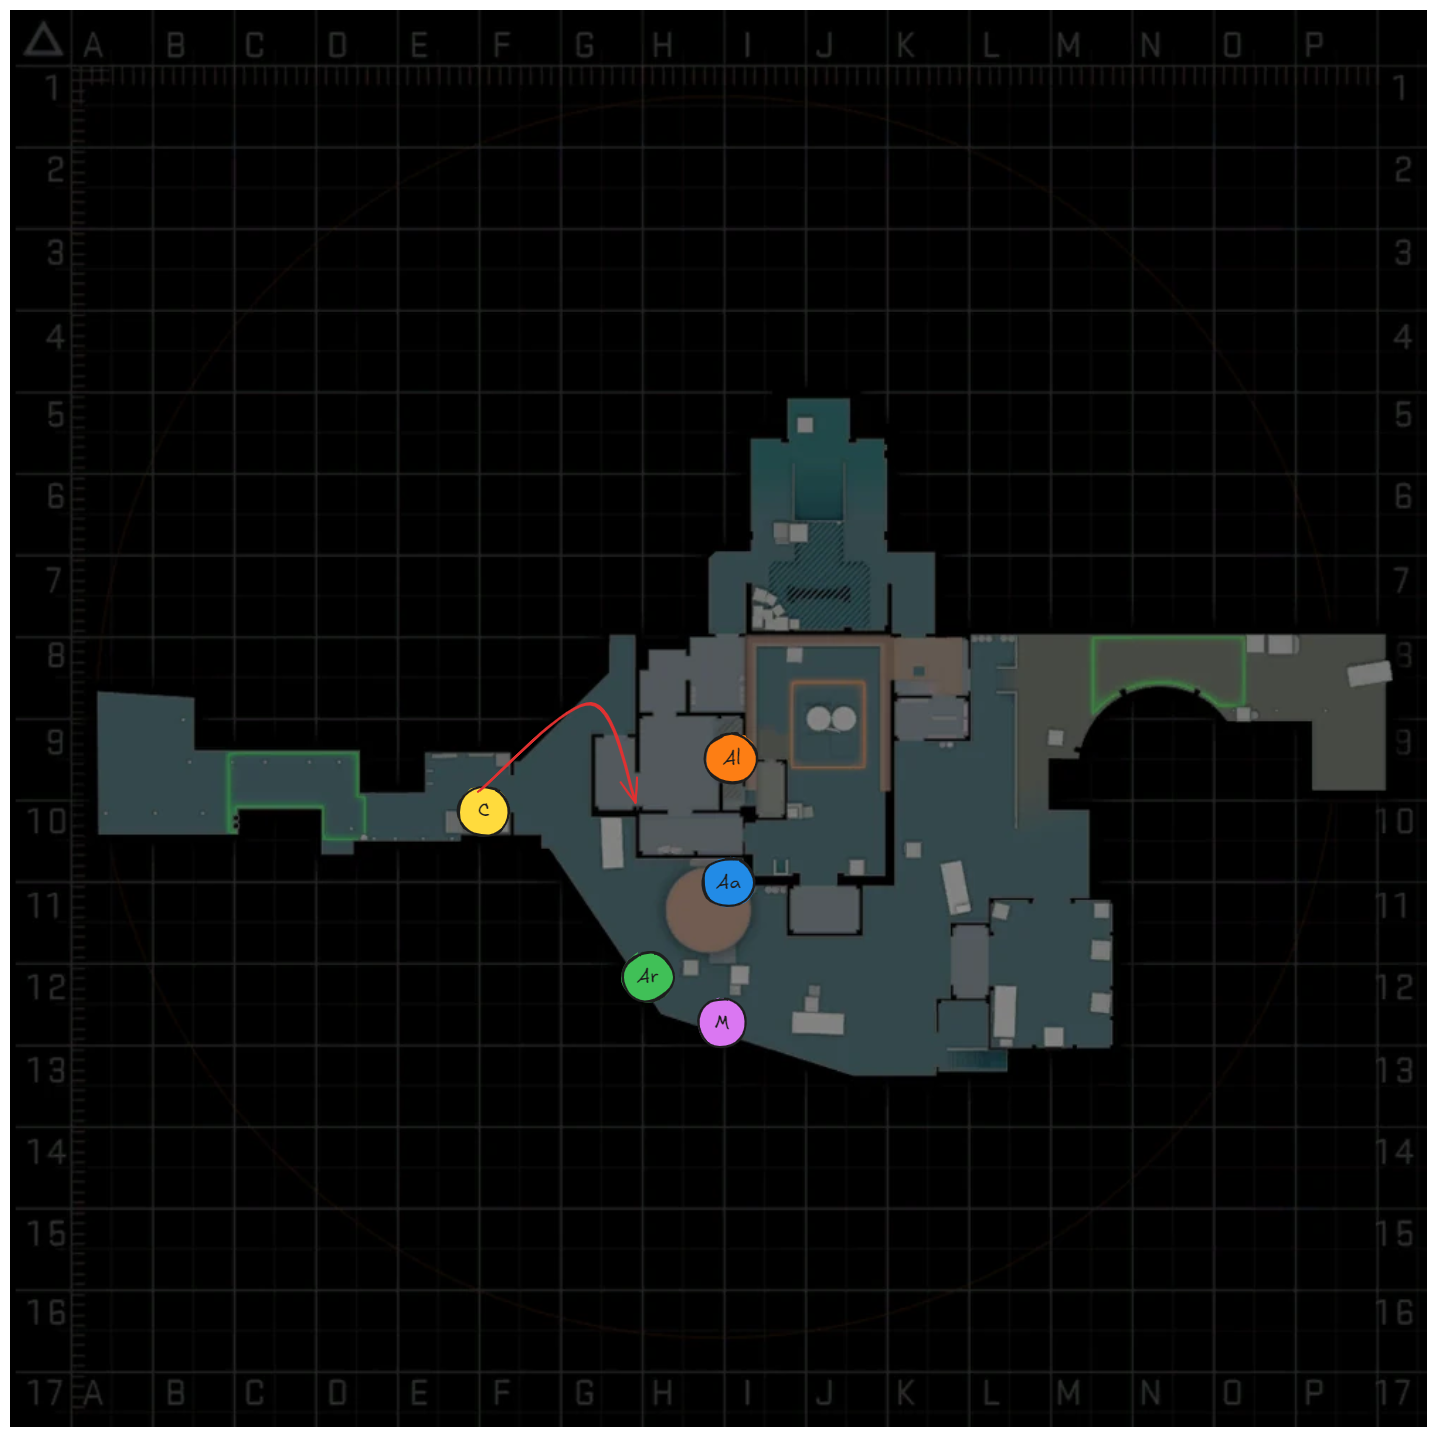 A B C D E F G H I J K L M N O P
1 1
2 2
3 3
4 4
5 5
6 6
7 7
8 8
9 9
Al
10 C 10
11 Aa 11
12 Ar 12
M
13 13
14 14
15 15
16 16
17 A B C D E F G H I J K L M N O P 17